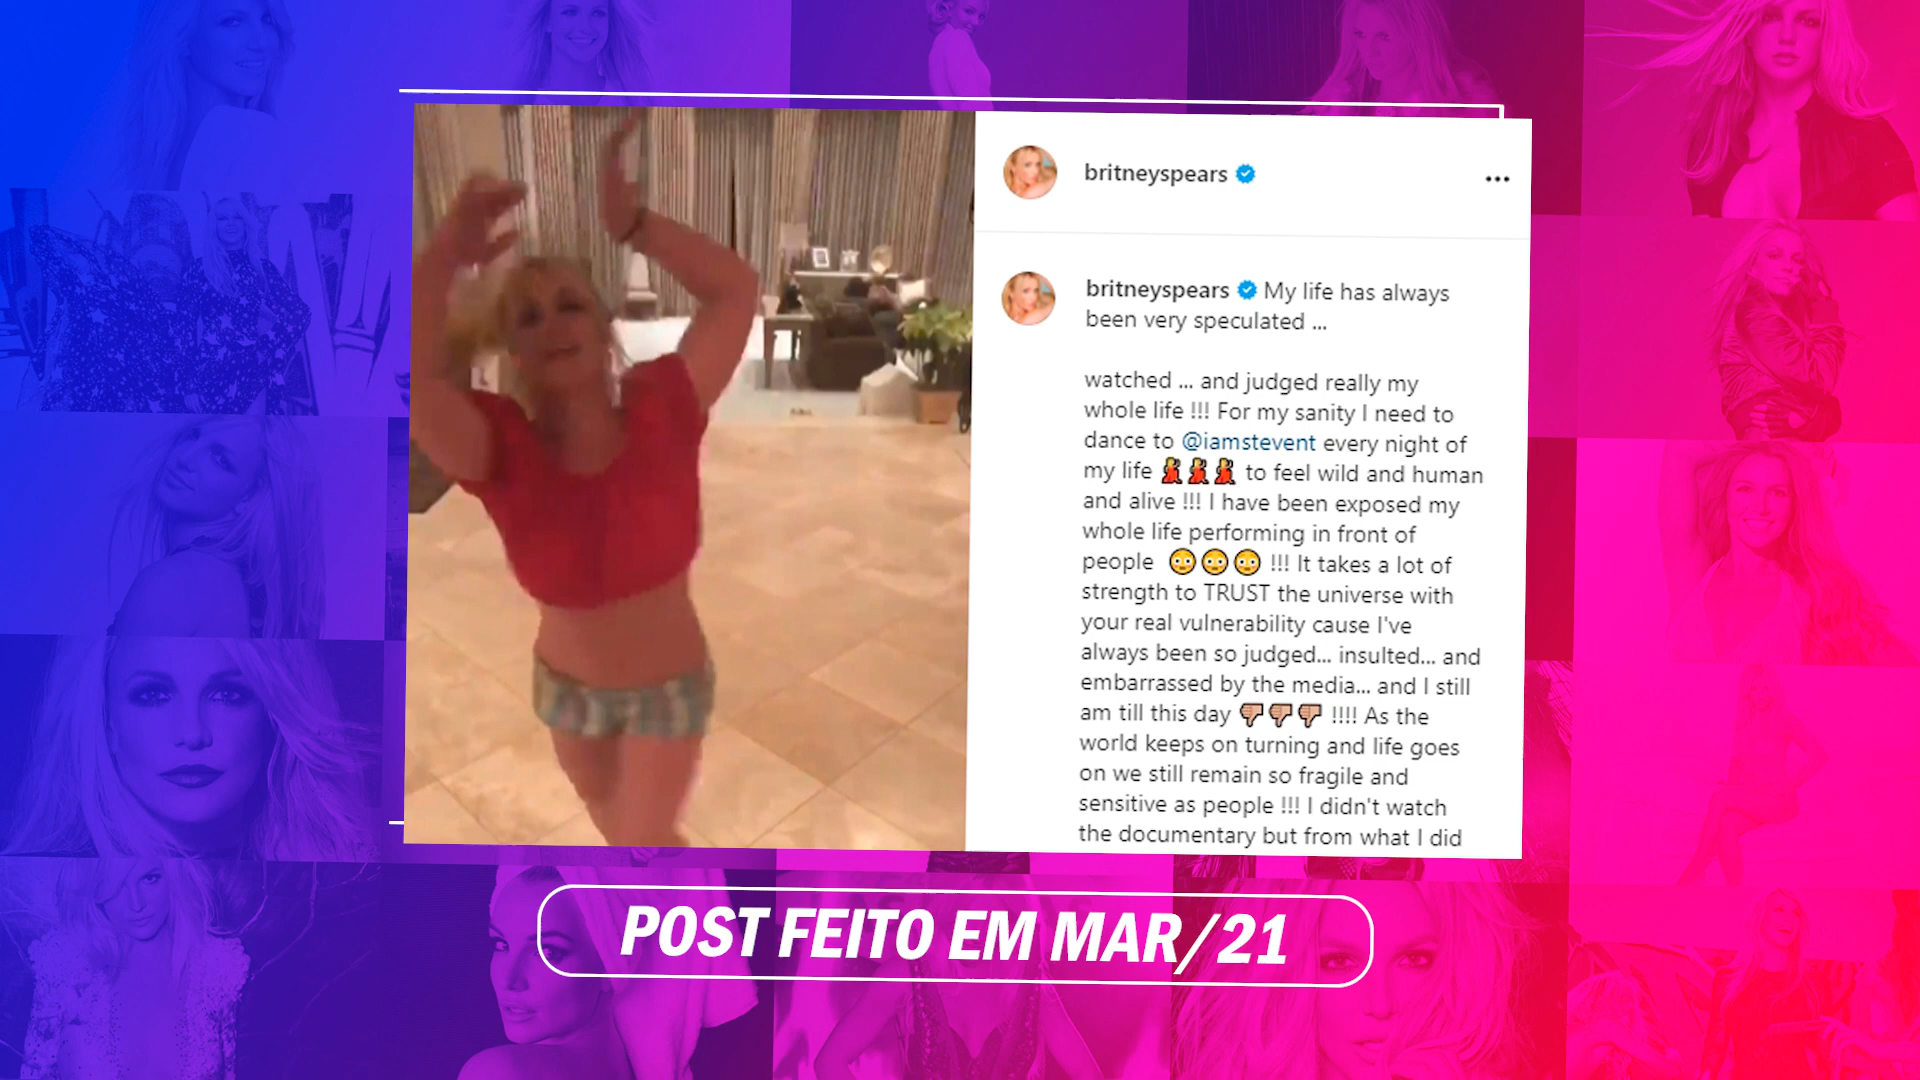 britneyspears
britneyspears My life has always
been very speculated ...
watched ... and judged really my
whole life !!! For my sanity I need to
dance to @iamstevent every night of
my life 💃💃💃 to feel wild and human
and alive !!! I have been exposed my
whole life performing in front of
people 😳😳😳 !!! It takes a lot of
strength to TRUST the universe with
your real vulnerability cause I've
always been so judged... insulted... and
embarrassed by the media... and I still
am till this day 👎🏼👎🏼👎🏼 !!!! As the
world keeps on turning and life goes
on we still remain so fragile and
sensitive as people !!! I didn't watch
the documentary but from what I did
POST FEITO EM MAR/21